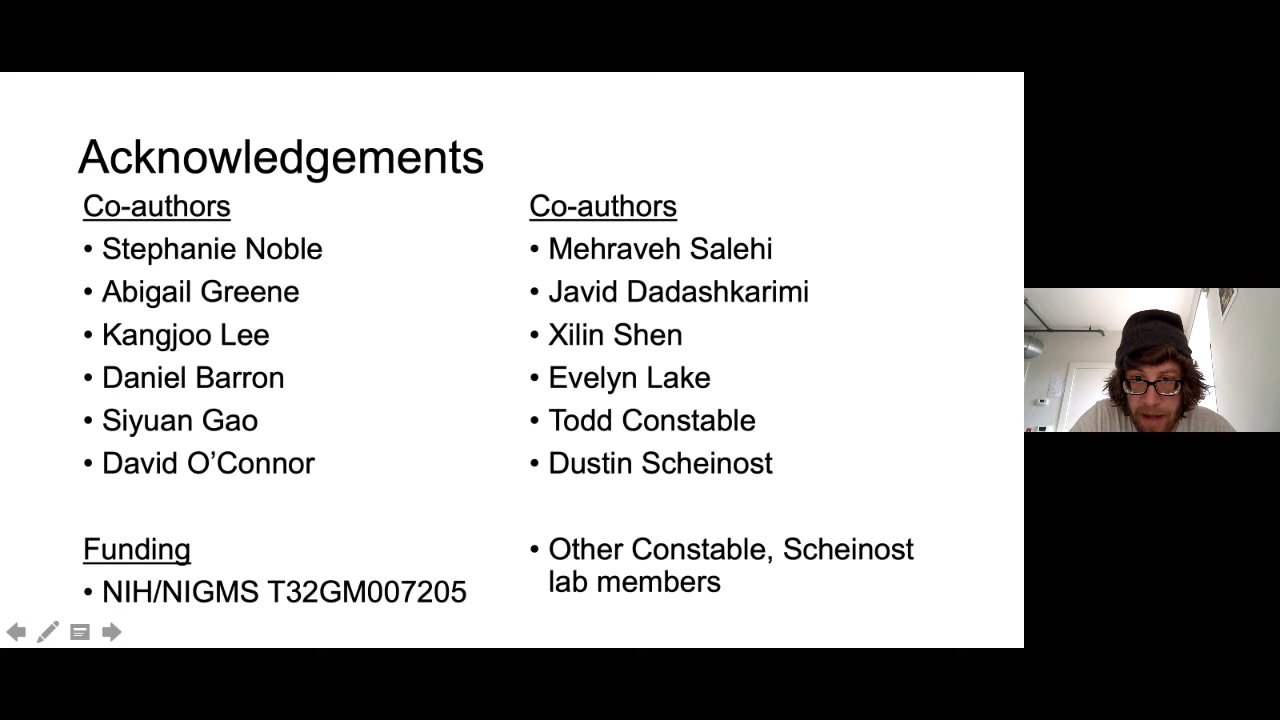 Acknowledgements
Co-authors
• Stephanie Noble
• Abigail Greene
• Kangjoo Lee
• Daniel Barron
• Siyuan Gao
• David O’Connor
Funding
• NIH/NIGMS T32GM007205
Co-authors
• Mehraveh Salehi
• Javid Dadashkarimi
• Xilin Shen
• Evelyn Lake
• Todd Constable
• Dustin Scheinost
• Other Constable, Scheinost
lab members